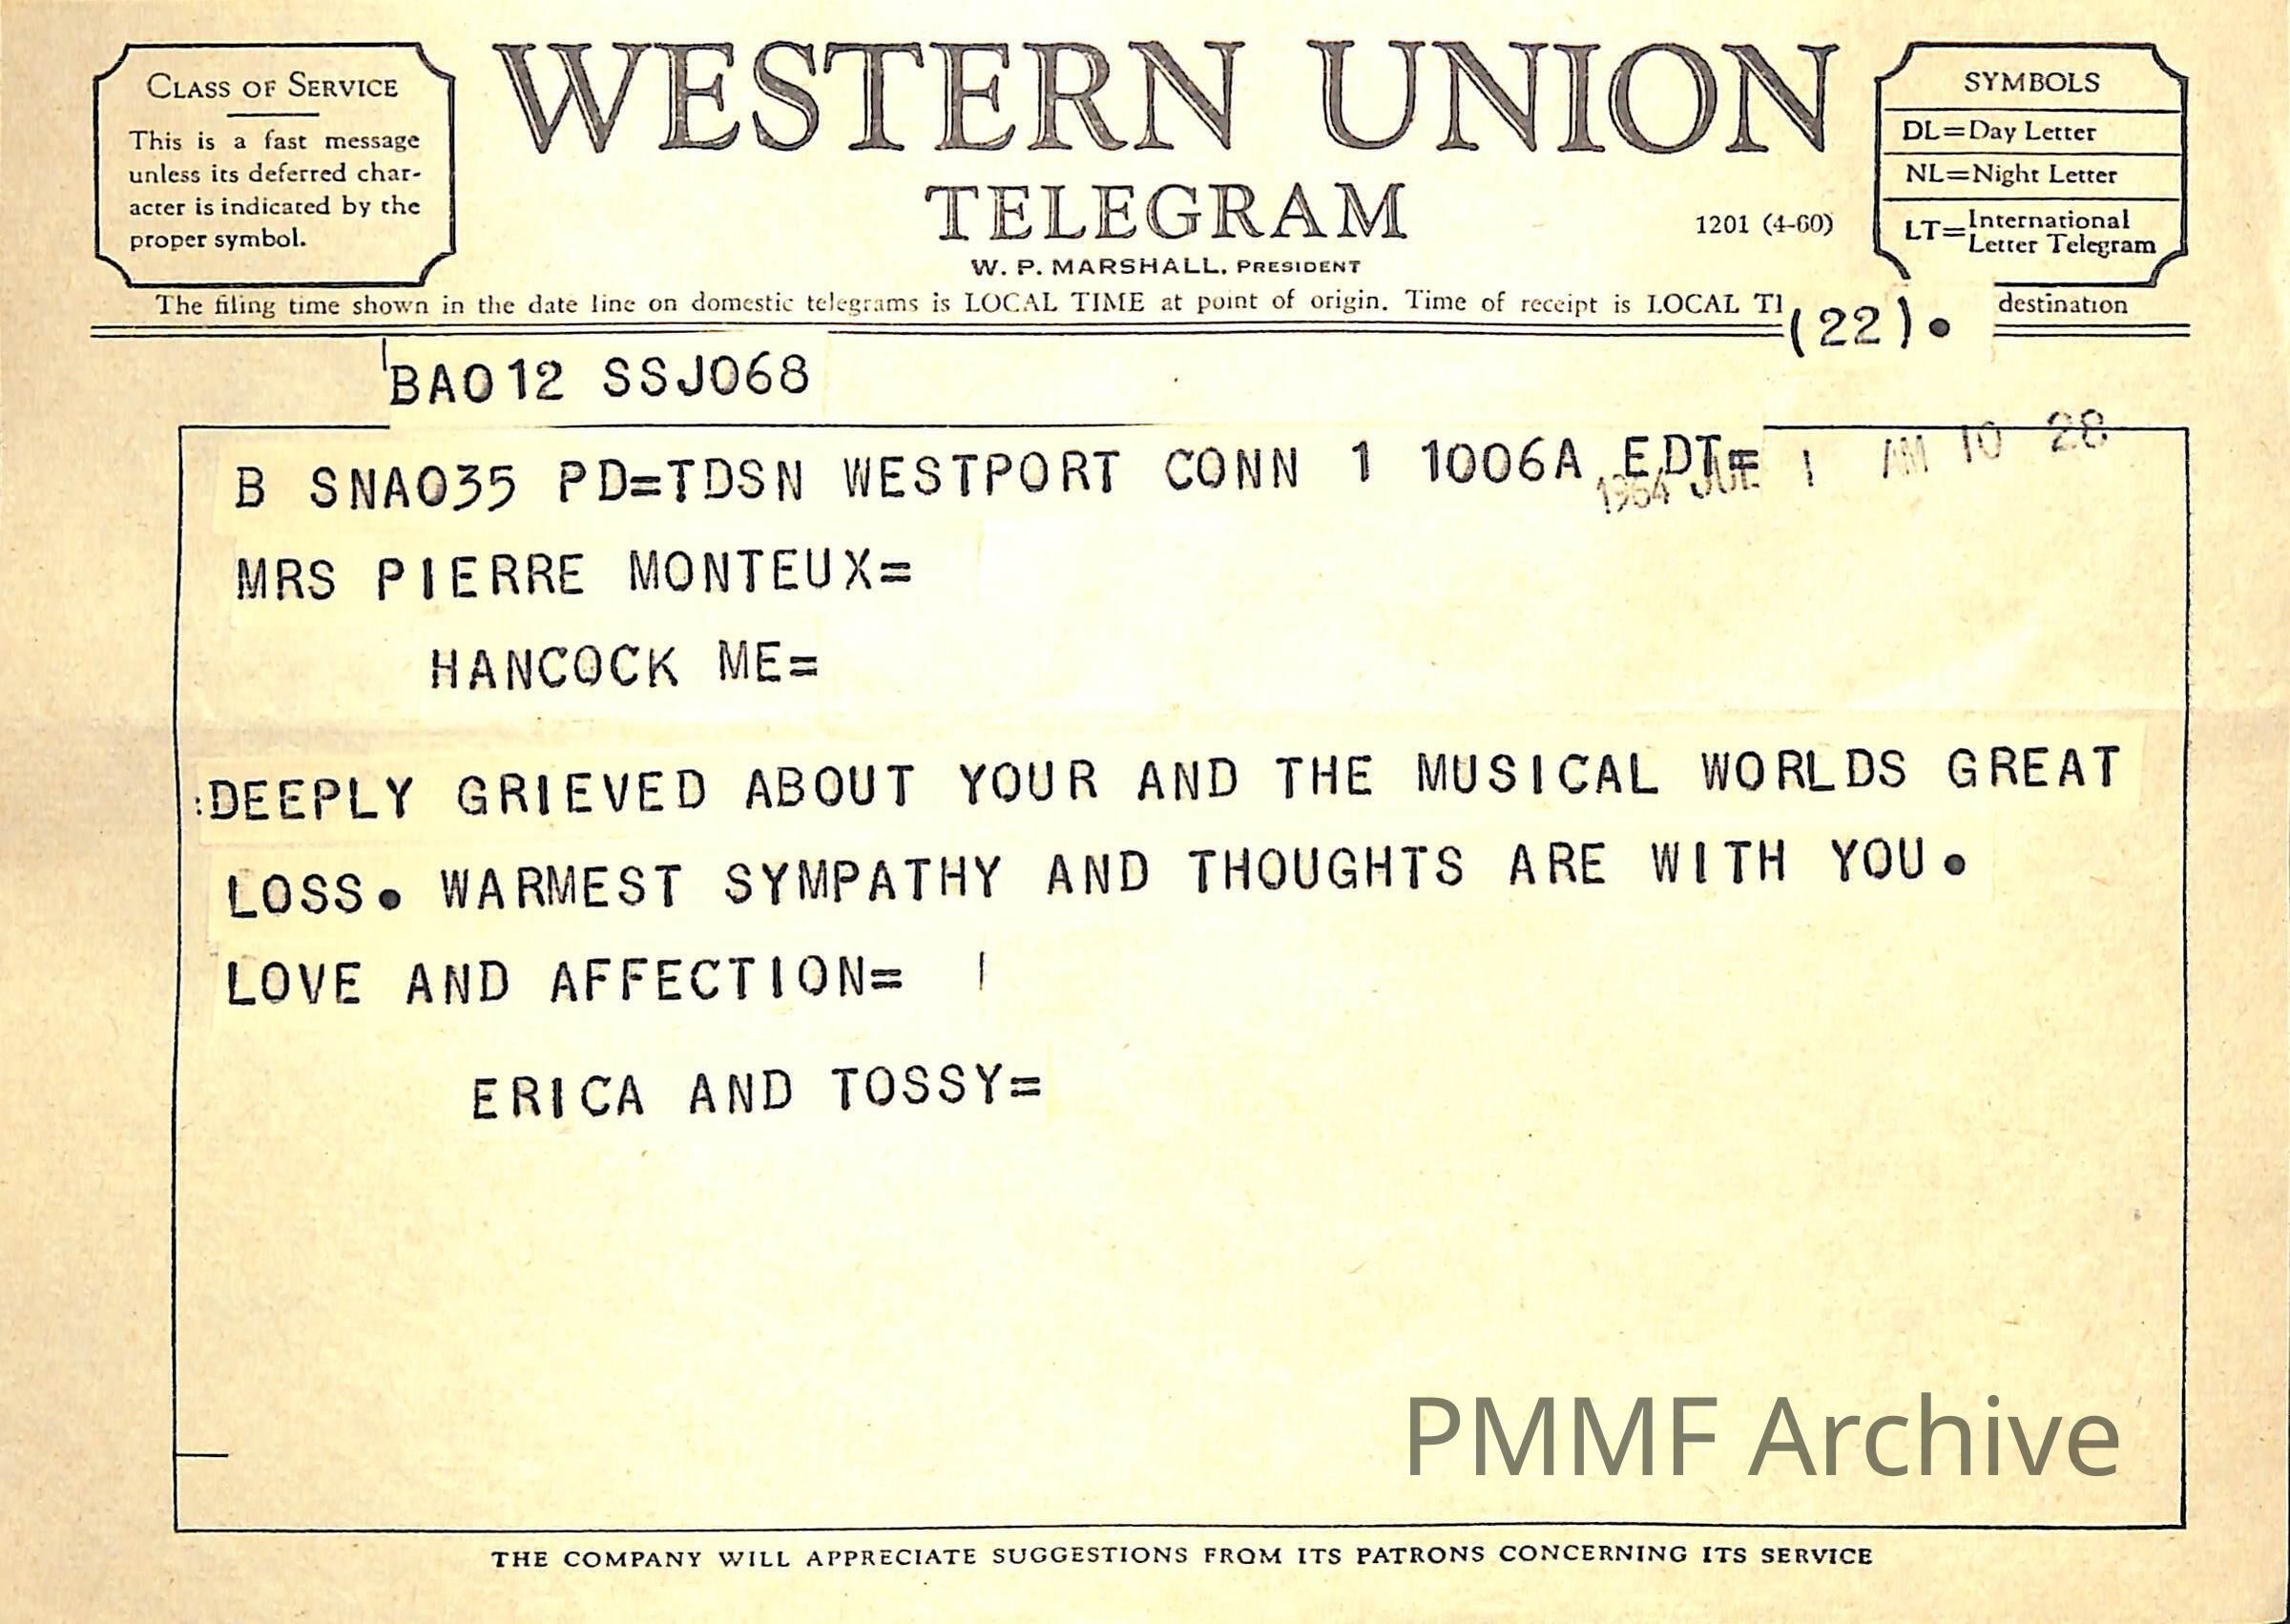 CLASS OF SERVICE
This is a fast message
unless its deferred char-
acter is indicated by the
proper symbol.
WESTERN UNION
TELEGRAM
1201 (4-60)
W. P. MARSHALL, PRESIDENT
SYMBOLS
DL=Day Letter
NL=Night Letter
LT=International
Letter Telegram
The filing time shown in the date line on domestic telegrams is LOCAL TIME at point of origin. Time of receipt is LOCAL TI destination
(22).
BA012 SSJ068
B SNA035 PD=TDSN WESTPORT CONN 1 1006A EDT=
1964 JUL 1 AM 10 28
MRS PIERRE MONTEUX=
HANCOCK ME=
:DEEPLY GRIEVED ABOUT YOUR AND THE MUSICAL WORLDS GREAT
LOSS. WARMEST SYMPATHY AND THOUGHTS ARE WITH YOU.
LOVE AND AFFECTION=
ERICA AND TOSSY=
PMMF Archive
THE COMPANY WILL APPRECIATE SUGGESTIONS FROM ITS PATRONS CONCERNING ITS SERVICE